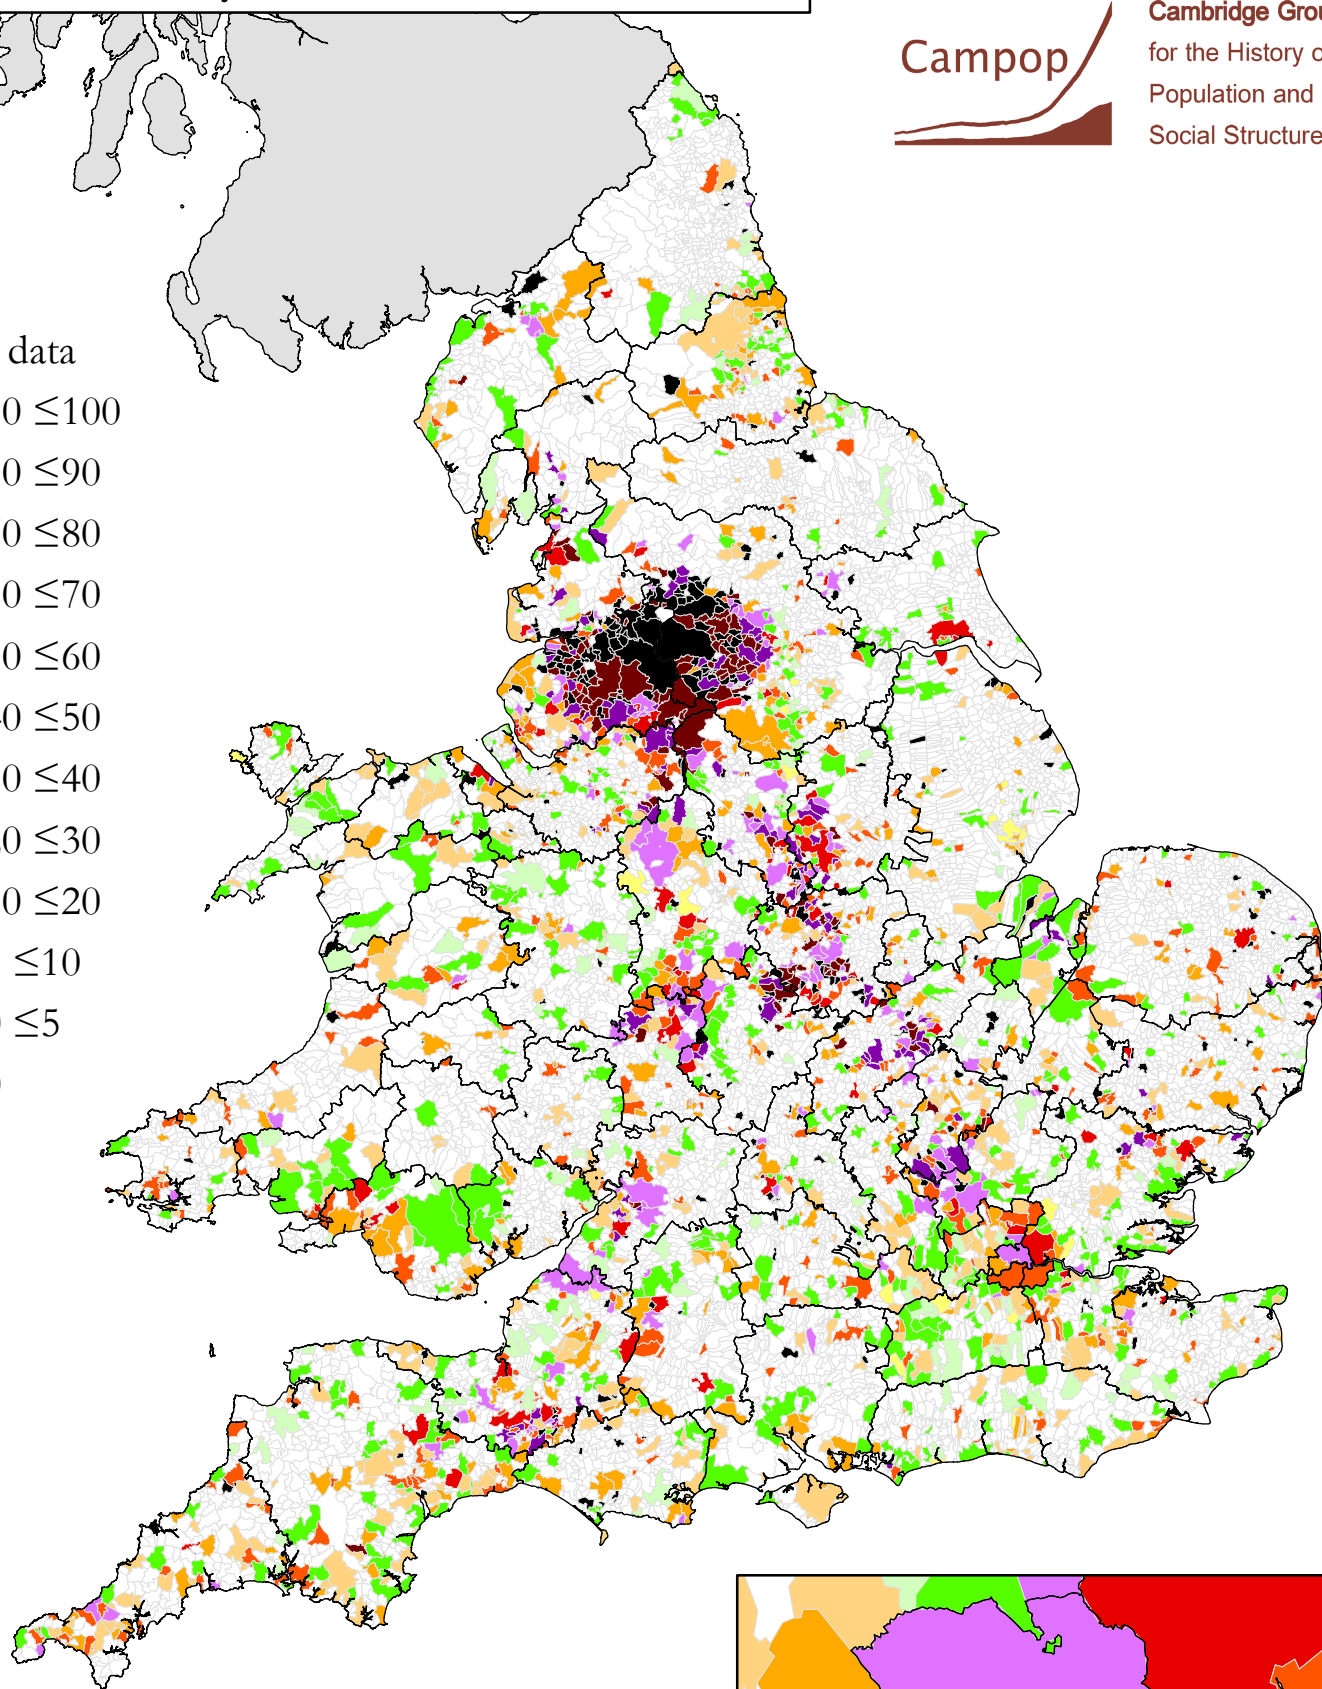 Campop
Cambridge Grou
for the History o
Population and
Social Structure
data
0 ≤100
0 ≤90
0 ≤80
0 ≤70
0 ≤60
0 ≤50
0 ≤40
0 ≤30
0 ≤20
≤10
≤5